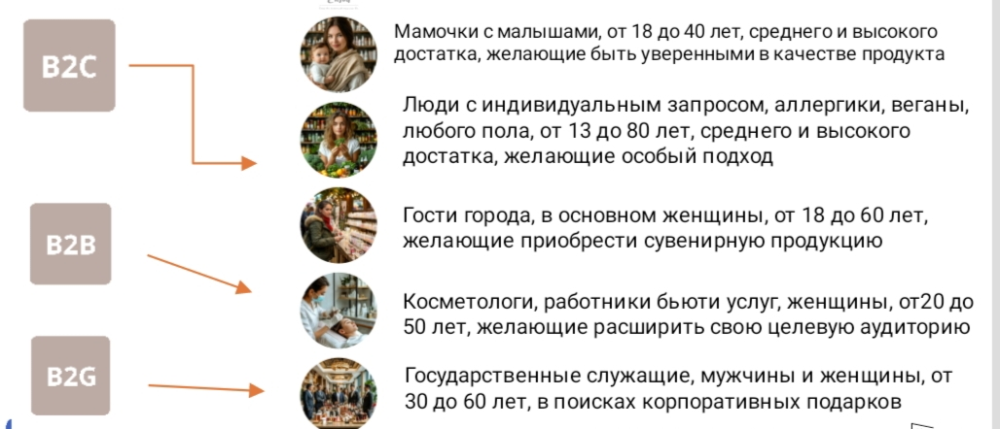 B2C
Мамочки с малышами, от 18 до 40 лет, среднего и высокого
достатка, желающие быть уверенными в качестве продукта
Люди с индивидуальным запросом, аллергики, веганы,
любого пола, от 13 до 80 лет, среднего и высокого
достатка, желающие особый подход
B2B
Гости города, в основном женщины, от 18 до 60 лет,
желающие приобрести сувенирную продукцию
Косметологи, работники бьюти услуг, женщины, от20 до
50 лет, желающие расширить свою целевую аудиторию
B2G
Государственные служащие, мужчины и женщины, от
30 до 60 лет, в поисках корпоративных подарков